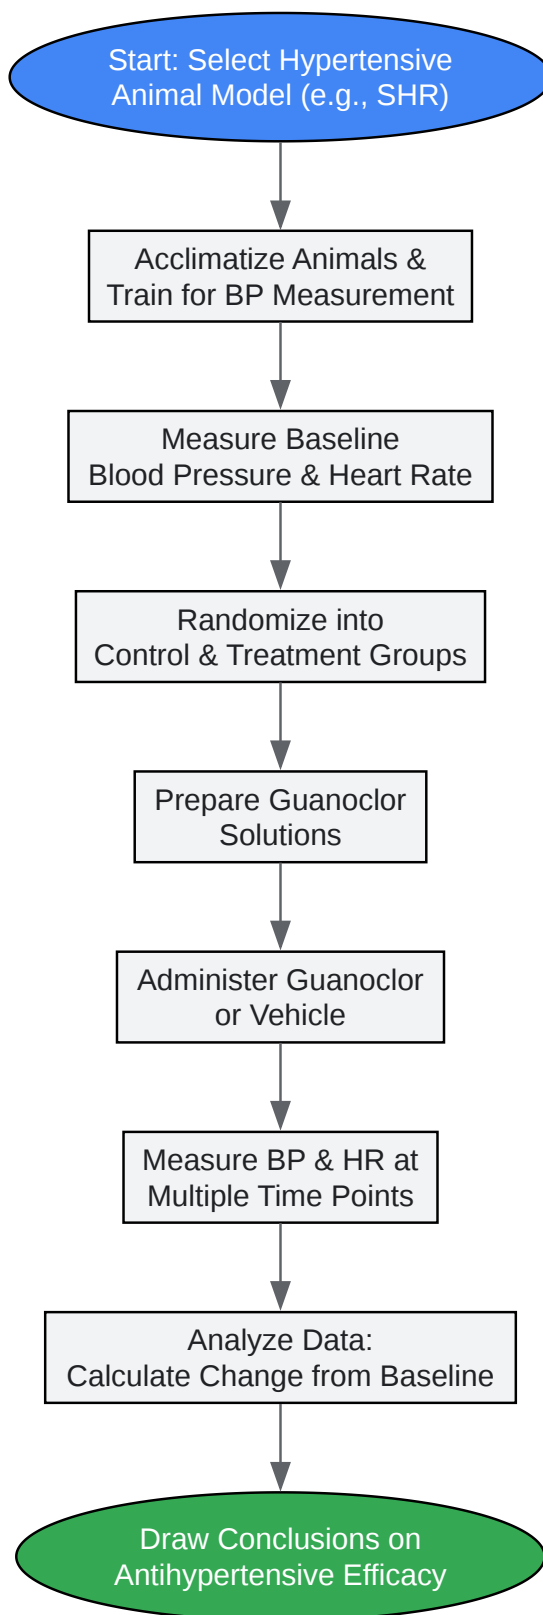 Start: Select Hypertensive
Animal Model (e.g., SHR)
Acclimatize Animals &
Train for BP Measurement
Measure Baseline
Blood Pressure & Heart Rate
Randomize into
Control & Treatment Groups
Prepare Guanoclor
Solutions
Administer Guanoclor
or Vehicle
Measure BP & HR at
Multiple Time Points
Analyze Data:
Calculate Change from Baseline
Draw Conclusions on
Antihypertensive Efficacy